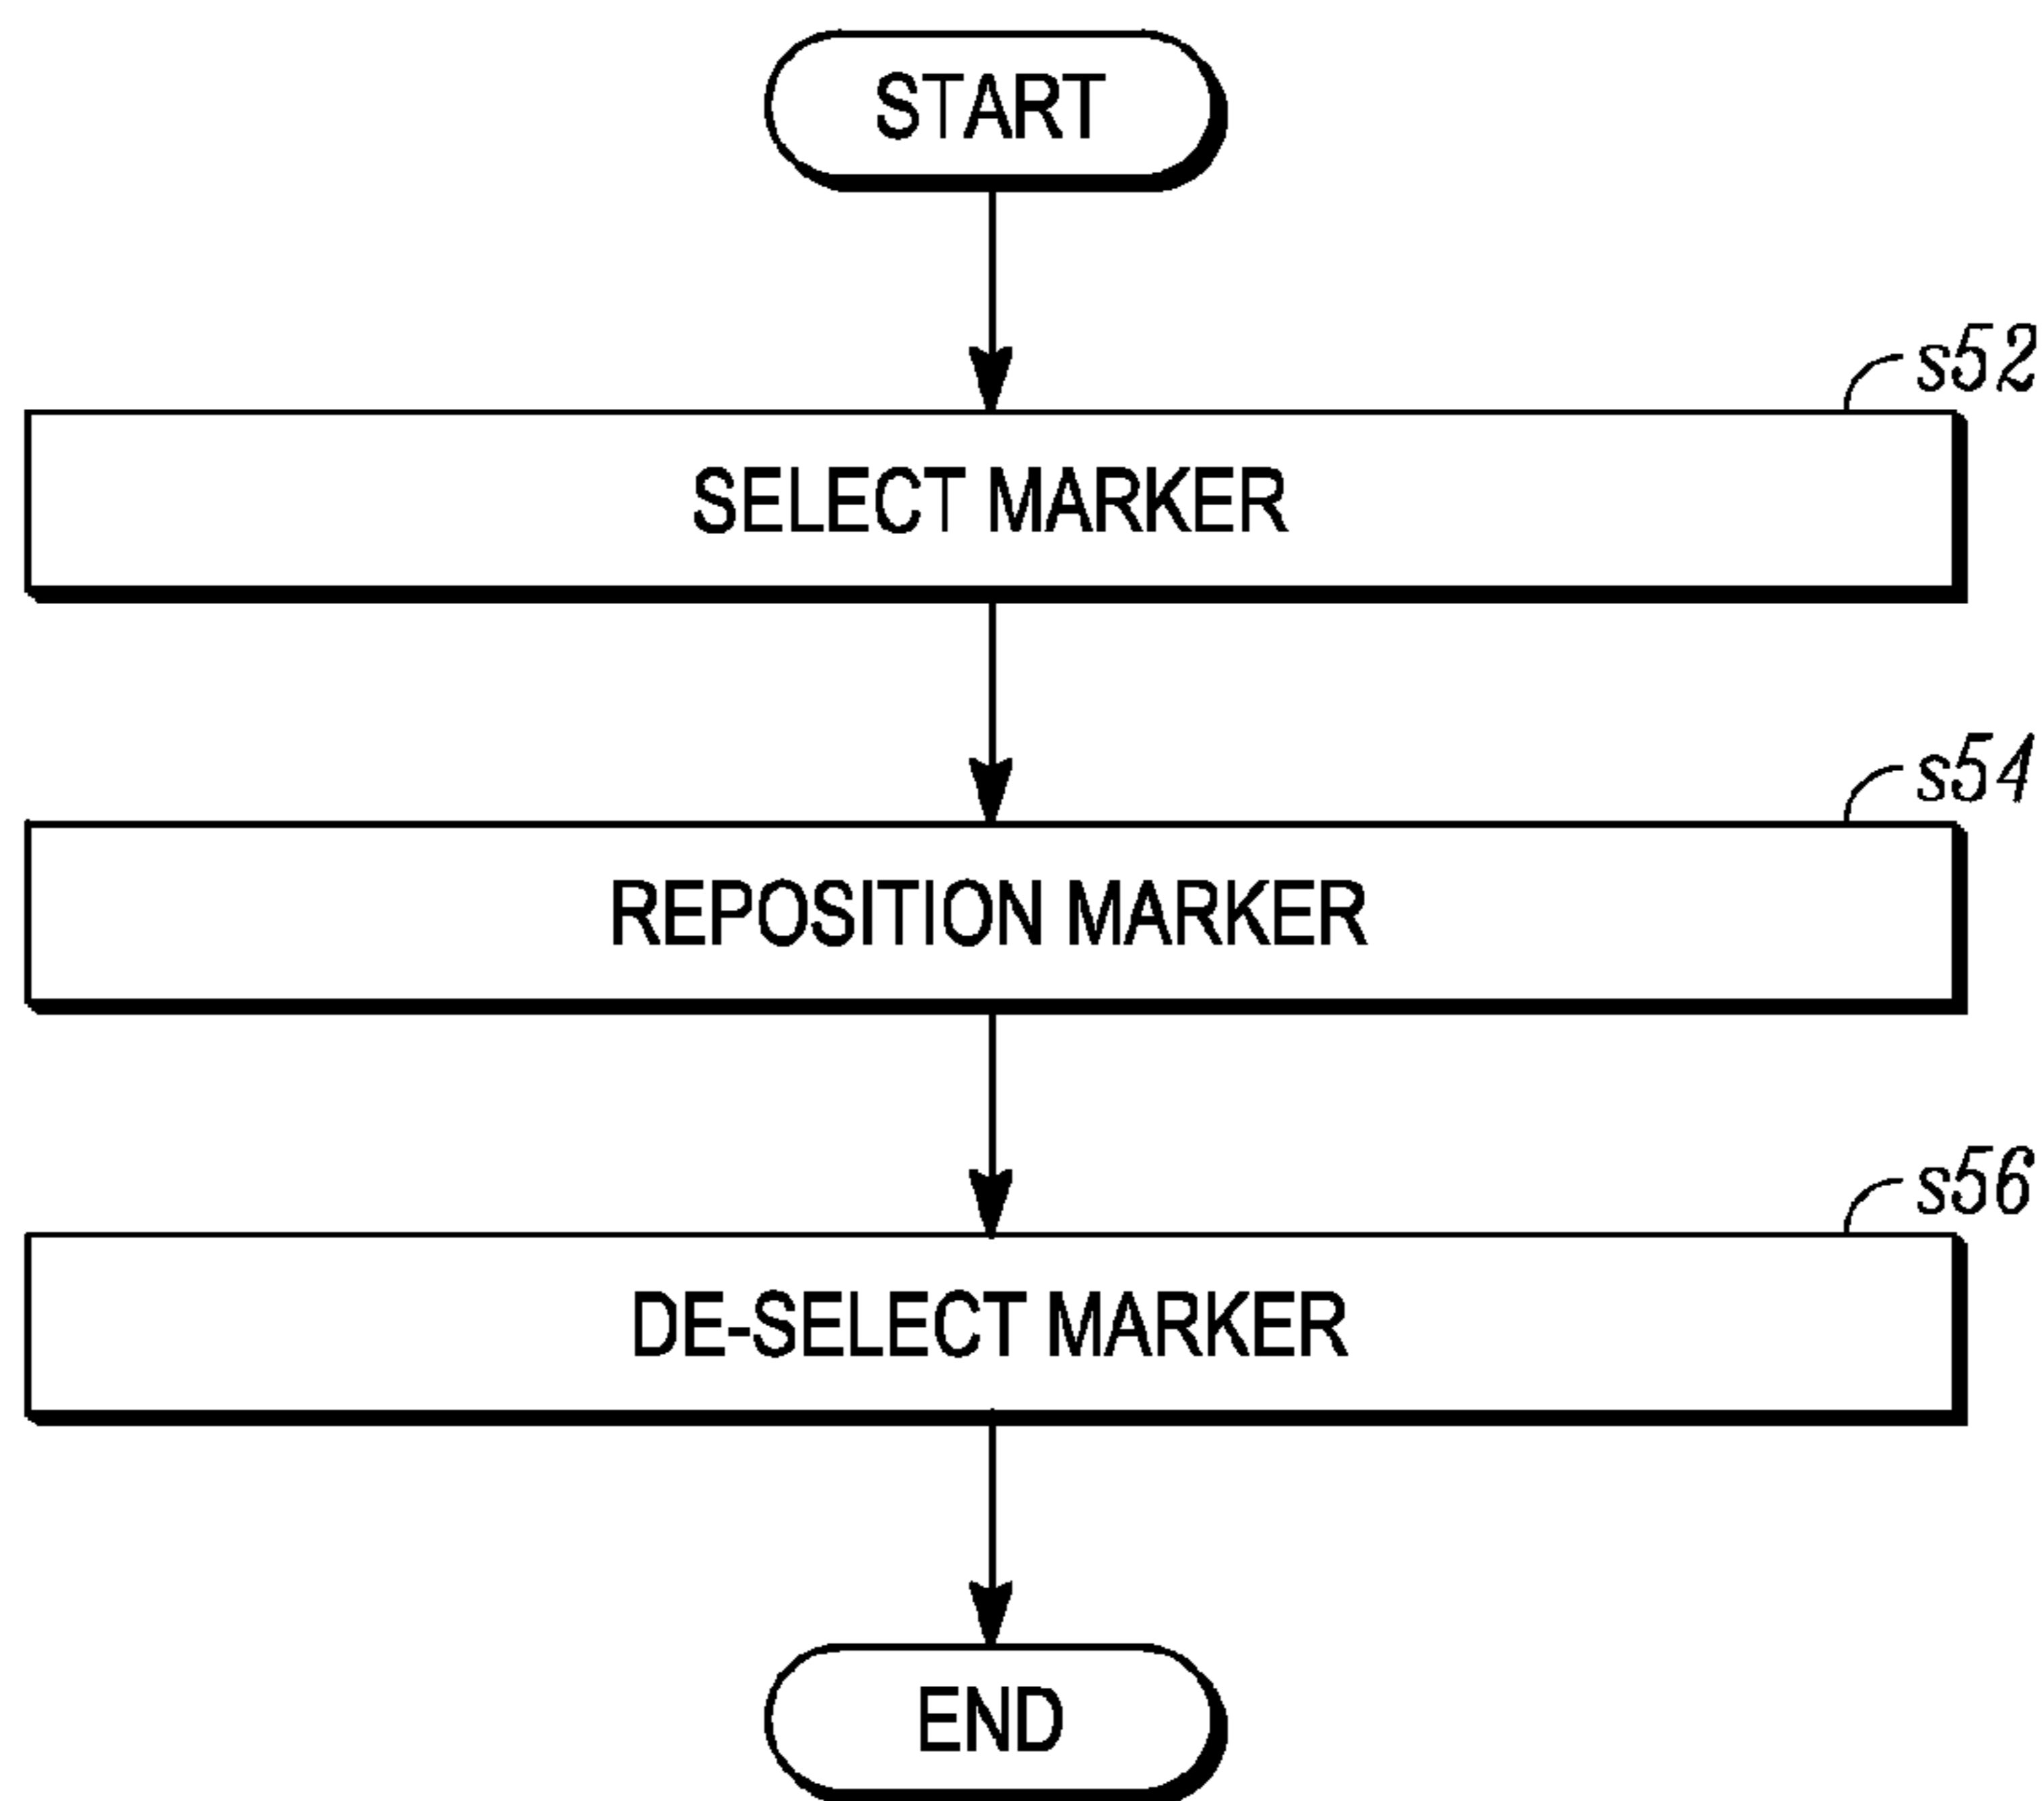 START
s52
SELECT MARKER
s54
REPOSITION MARKER
s56
DE-SELECT MARKER
END